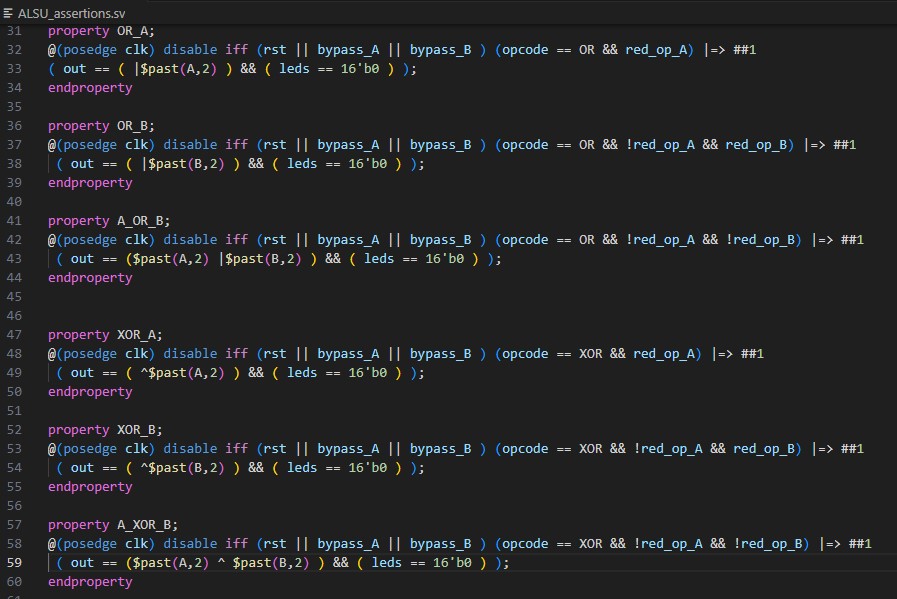 ALSU_assertions.sv
31 property OR_A;
32 @(posedge clk) disable iff (rst || bypass_A || bypass_B ) (opcode == OR && red_op_A) |=> ##1
33 ( out == ( |$past(A,2) ) && ( leds == 16'b0 ) );
34 endproperty
35
36 property OR_B;
37 @(posedge clk) disable iff (rst || bypass_A || bypass_B ) (opcode == OR && !red_op_A && red_op_B) |=> ##1
38 ( out == ( |$past(B,2) ) && ( leds == 16'b0 ) );
39 endproperty
40
41 property A_OR_B;
42 @(posedge clk) disable iff (rst || bypass_A || bypass_B ) (opcode == OR && !red_op_A && !red_op_B) |=> ##1
43 ( out == ($past(A,2) |$past(B,2) ) && ( leds == 16'b0 ) );
44 endproperty
45
46
47 property XOR_A;
48 @(posedge clk) disable iff (rst || bypass_A || bypass_B ) (opcode == XOR && red_op_A) |=> ##1
49 ( out == ( ^$past(A,2) ) && ( leds == 16'b0 ) );
50 endproperty
51
52 property XOR_B;
53 @(posedge clk) disable iff (rst || bypass_A || bypass_B ) (opcode == XOR && !red_op_A && red_op_B) |=> ##1
54 ( out == ( ^$past(B,2) ) && ( leds == 16'b0 ) );
55 endproperty
56
57 property A_XOR_B;
58 @(posedge clk) disable iff (rst || bypass_A || bypass_B ) (opcode == XOR && !red_op_A && !red_op_B) |=> ##1
59 ( out == ($past(A,2) ^ $past(B,2) ) && ( leds == 16'b0 ) );
60 endproperty
61